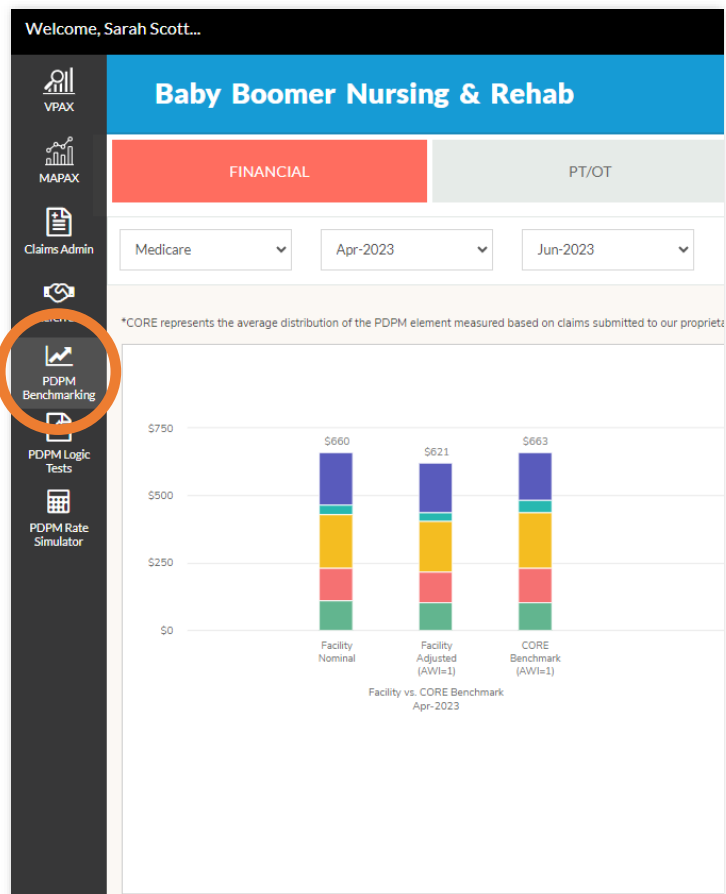 Welcome, Sarah Scott...
VPAX
MAPAX
Claims Admin
PDPM
Benchmarking
PDPM Logic
Tests
PDPM Rate
Simulator
Baby Boomer Nursing & Rehab
FINANCIAL
PT/OT
Medicare
Apr-2023
Jun-2023
*CORE represents the average distribution of the PDPM element measured based on claims submitted to our proprieta
$750
$500
$250
$0
$660
$621
$663
Facility
Nominal
Facility
Adjusted
(AWI=1)
CORE
Benchmark
(AWI=1)
Facility vs. CORE Benchmark
Apr-2023